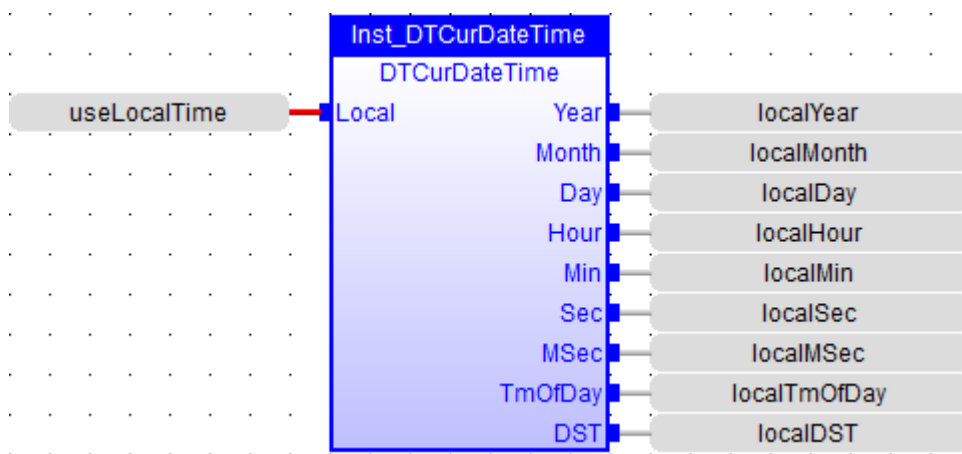 Inst_DTCurDateTime
DTCurDateTime
useLocalTime Local Year localYear
Month localMonth
Day localDay
Hour localHour
Min localMin
Sec localSec
MSec localMSec
TmOfDay localTmOfDay
DST localDST